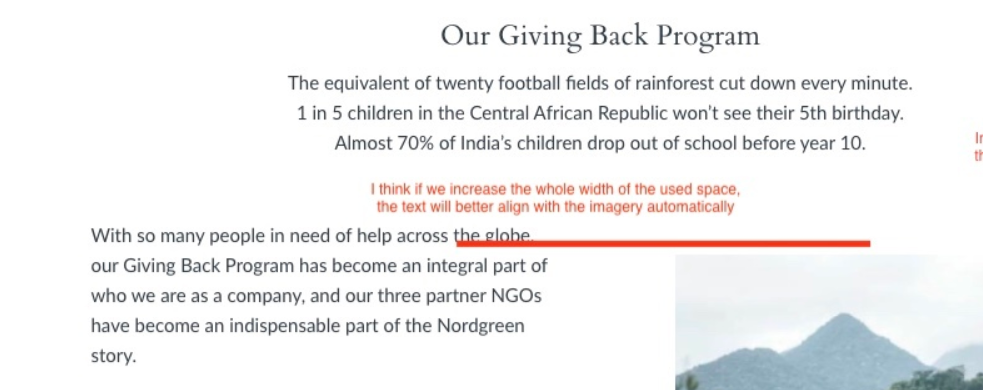 Our Giving Back Program
The equivalent of twenty football fields of rainforest cut down every minute.
1 in 5 children in the Central African Republic won’t see their 5th birthday.
Almost 70% of India’s children drop out of school before year 10.
I think if we increase the whole width of the used space,
the text will better align with the imagery automatically
With so many people in need of help across the globe,
our Giving Back Program has become an integral part of
who we are as a company, and our three partner NGOs
have become an indispensable part of the Nordgreen
story.